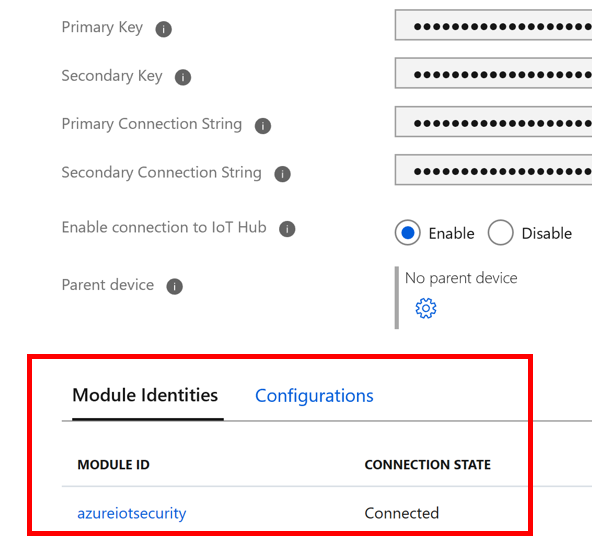 Primary Key
Secondary Key
Primary Connection String
Secondary Connection String
Enable connection to IoT Hub Enable Disable
Parent device No parent device
Module Identities Configurations
MODULE ID CONNECTION STATE
azureiotsecurity Connected